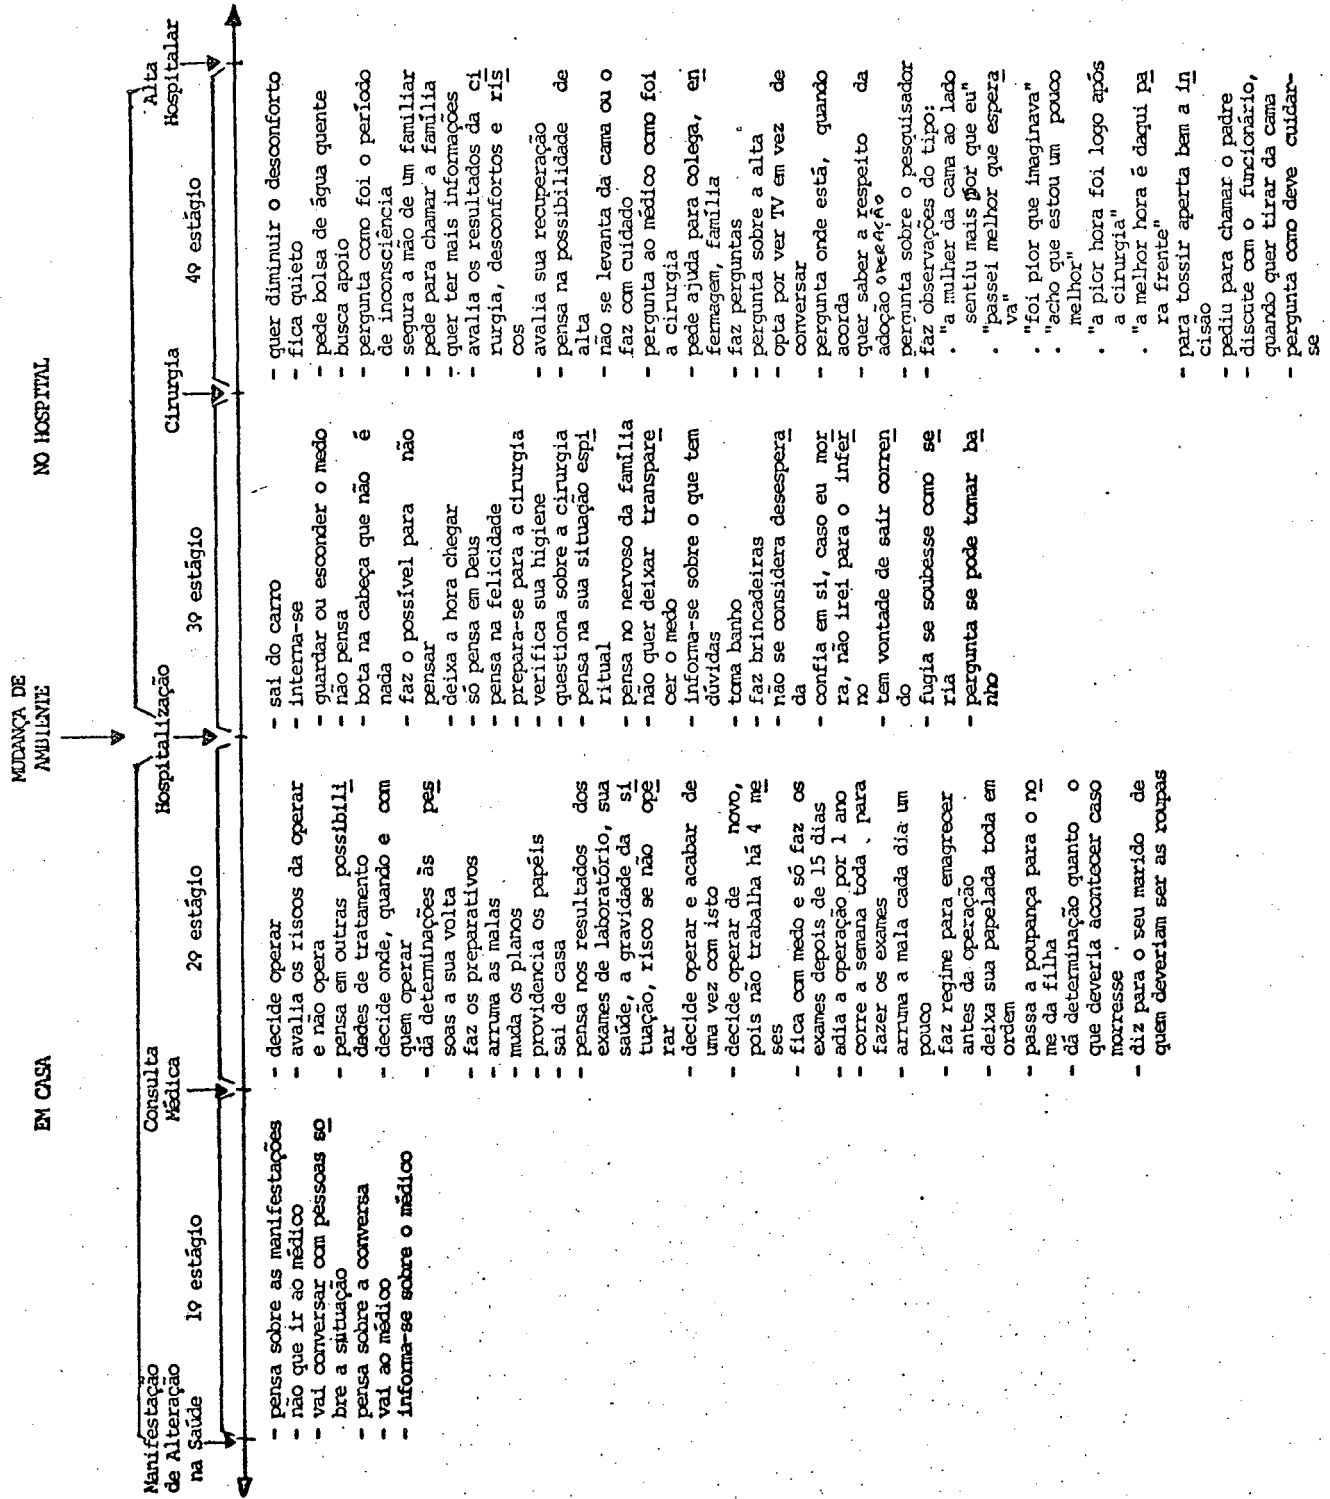 EM CASA
MUDANÇA DE
AMBIENTE
NO HOSPITAL
Manifestação
de Alteração
na Saúde
1º estágio
Consulta
Médica
2º estágio
Hospitalização
3º estágio
Cirurgia
4º estágio
Alta
Hospitalar
- pensa sobre as manifestações
- não que ir ao médico
- vai conversar com pessoas so
bre a situação
- pensa sobre a conversa
- vai ao médico
- informa-se sobre o médico
- decide operar
- avalia os riscos da operar
e não opera
- pensa em outras possibili
dades de tratamento
- decide onde, quando e com
quem operar
- dá determinações às pes
soas a sua volta
- faz os preparativos
- arruma as malas
- muda os planos
- providencia os papéis
- sai de casa
- pensa nos resultados dos
exames de laboratório, sua
saúde, a gravidade da si
tuação, risco se não ope
rar
- decide operar e acabar de
uma vez com isto
- decide operar de novo,
pois não trabalha há 4 me
ses
- fica com medo e só faz os
exames depois de 15 dias
- adia a operação por 1 ano
- corre a semana toda para
fazer os exames
- arruma a mala cada dia um
pouco
- faz regime para emagrecer
antes da operação
- deixa sua papelada toda em
ordem
- passa a poupança para o no
me da filha
- dá determinação quanto o
que deveria acontecer caso
morresse
- diz para o seu marido de
quem deveriam ser as roupas
- sai do carro
- interna-se
- guardar ou esconder o medo
- não pensa
- bota na cabeça que não é
nada
- faz o possível para não
pensar
- deixa a hora chegar
- só pensa em Deus
- pensa na felicidade
- prepara-se para a cirurgia
- verifica sua higiene
- questiona sobre a cirurgia
- pensa na sua situação espi
ritual
- pensa no nervoso da família
- não quer deixar transpare
cer o medo
- informa-se sobre o que tem
dúvidas
- toma banho
- faz brincadeiras
- não se considera desespera
da
- confia em si, caso eu mor
ra, não irei para o infer
no
- tem vontade de sair corren
do
- fugia se soubesse como se
ria
- pergunta se pode tomar ba
nho
- quer diminuir o desconforto
- fica quieto
- pede bolsa de água quente
- busca apoio
- pergunta como foi o período
de inconsciência
- segura a mão de um familiar
- pede para chamar a família
- quer ter mais informações
- avalia os resultados da ci
rurgia, desconfortos e ris
cos
- avalia sua recuperação
- pensa na possibilidade de
alta
- não se levanta da cama ou o
faz com cuidado
- pergunta ao médico como foi
a cirurgia
- pede ajuda para colega, en
fermagem, família
- faz perguntas
- pergunta sobre a alta
- opta por ver TV em vez de
conversar
- pergunta onde está, quando
acorda
- quer saber a respeito da
adoção OPERAÇÃO
- pergunta sobre o pesquisador
- faz observações do tipo:
. "a mulher da cama ao lado
sentiu mais dor que eu"
. "passei melhor que espera
va"
. "foi pior que imaginava"
. "acho que estou um pouco
melhor"
. "a pior hora foi logo após
a cirurgia"
. "a melhor hora é daqui pa
ra frente"
- para tossir aperta bem a in
cisão
- pediu para chamar o padre
- discute com o funcionário,
quando quer tirar da cama
- pergunta como deve cuidar-
se